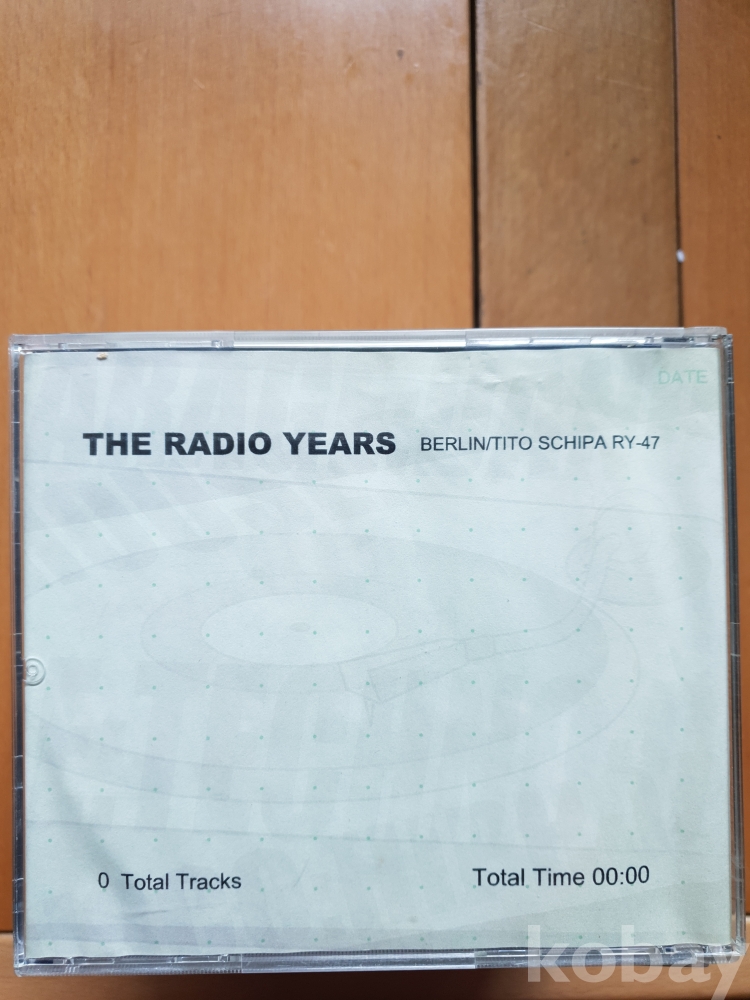 DATE
THE RADIO YEARS BERLIN/TITO SCHIPA RY-47
0 Total Tracks Total Time 00:00
kobay